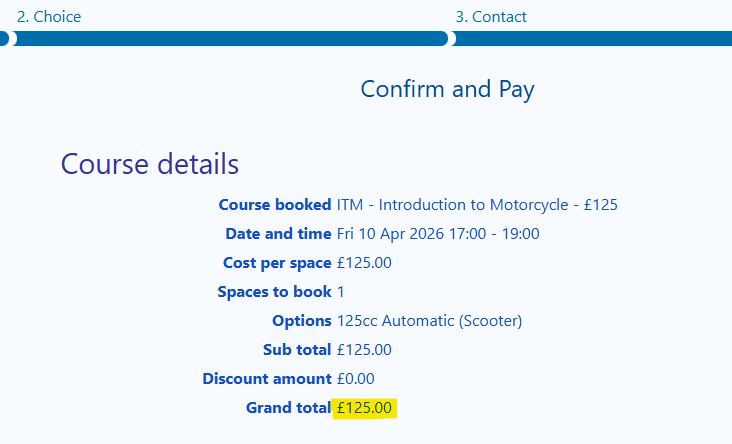 2. Choice
3. Contact
Confirm and Pay
Course details
Course booked ITM - Introduction to Motorcycle - £125
Date and time Fri 10 Apr 2026 17:00 - 19:00
Cost per space £125.00
Spaces to book 1
Options 125cc Automatic (Scooter)
Sub total £125.00
Discount amount £0.00
Grand total £125.00